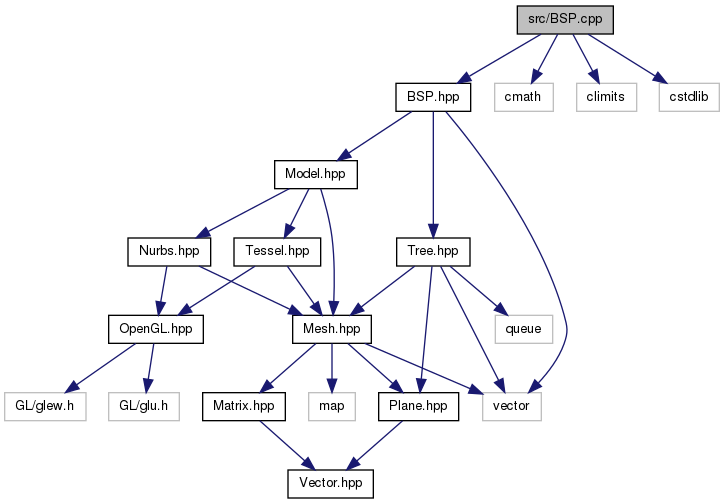 src/BSP.cpp
BSP.hpp
cmath
climits
cstdlib
Model.hpp
Nurbs.hpp
Tessel.hpp
Tree.hpp
OpenGL.hpp
Mesh.hpp
queue
GL/glew.h
GL/glu.h
Matrix.hpp
map
Plane.hpp
vector
Vector.hpp